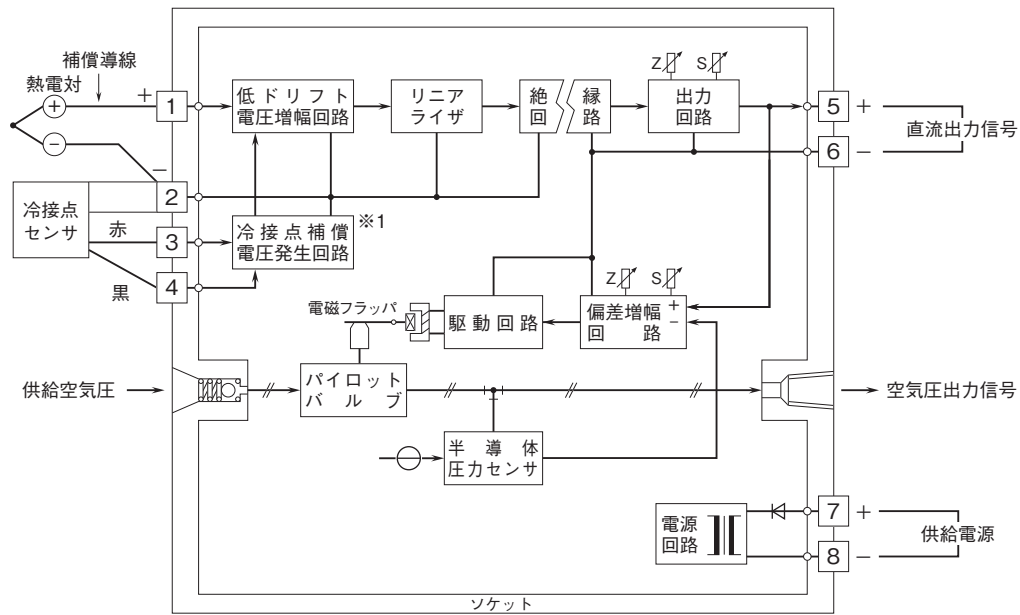 補償導線
熱電対
+
−
+
1
−
2
冷接点
センサ
赤
3
黒
4
低ドリフト
電圧増幅回路
リニア
ライザ
絶縁
回路
Z S
出力
回路
5 +
直流出力信号
6 −
冷接点補償
電圧発生回路
※1
電磁フラッパ
駆動回路
Z S
偏差増幅
回路
+
−
供給空気圧
パイロット
バルブ
空気圧出力信号
半導体
圧力センサ
電源
回路
7 +
供給電源
8 −
ソケット